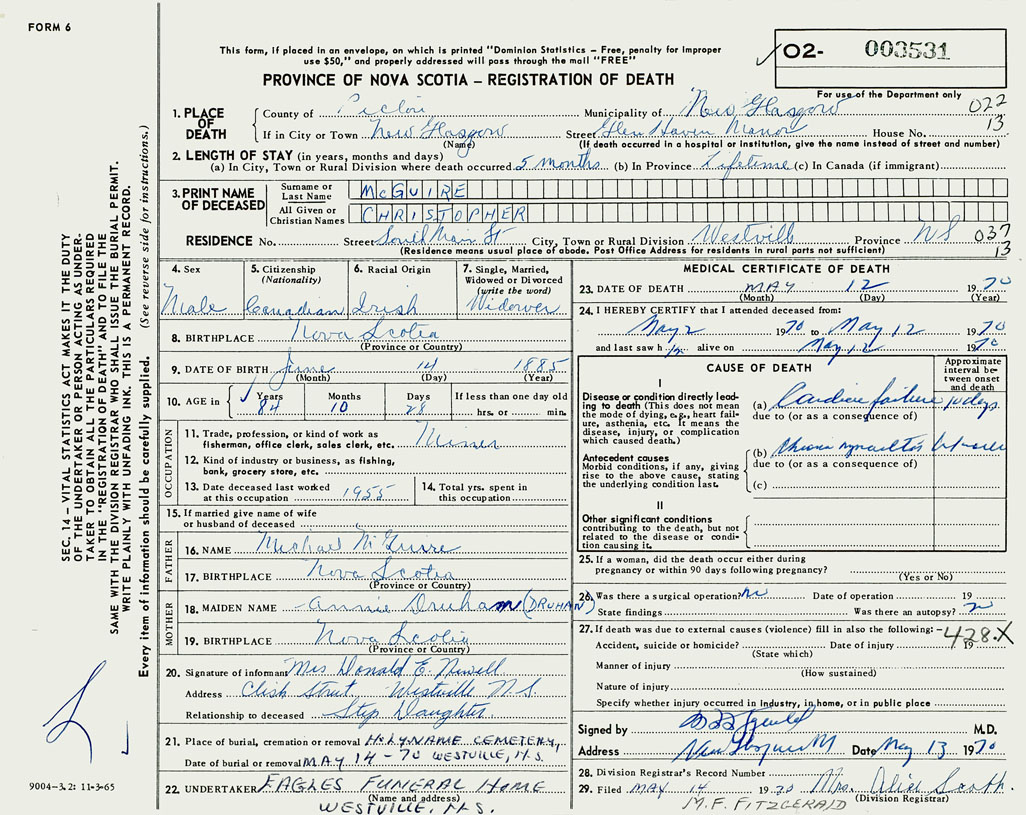 FORM 6
This form, if placed in an envelope, on which is printed "Dominion Statistics – Free, penalty for improper
use $50," and properly addressed will pass through the mail "FREE"
PROVINCE OF NOVA SCOTIA – REGISTRATION OF DEATH
O2- 003531
For use of the Department only
022
13
1. PLACE OF DEATH
County of Pictou Municipality of New Glasgow
If in City or Town New Glasgow Street Glen Haven Manor House No.
(Name) (If death occurred in a hospital or institution, give the name instead of street and number)
2. LENGTH OF STAY (in years, months and days)
(a) In City, Town or Rural Division where death occurred 5 months (b) In Province Lifetime (c) In Canada (if immigrant)
3. PRINT NAME OF DECEASED
Surname or Last Name McGUIRE
All Given or Christian Names CHRISTOPHER
RESIDENCE No. Street South Main St City, Town or Rural Division Westville Province NS 037
(Residence means usual place of abode. Post Office Address for residents in rural parts not sufficient) 13
4. Sex Male
5. Citizenship (Nationality) Canadian
6. Racial Origin Irish
7. Single, Married, Widowed or Divorced (write the word) Widower
8. BIRTHPLACE Nova Scotia
(Province or Country)
9. DATE OF BIRTH June 14 1885
(Month) (Day) (Year)
10. AGE in Years 84 Months 10 Days 28 If less than one day old hrs. or min.
OCCUPATION
11. Trade, profession, or kind of work as fisherman, office clerk, sales clerk, etc. Miner
12. Kind of industry or business, as fishing, bank, grocery store, etc.
13. Date deceased last worked at this occupation 1955
14. Total yrs. spent in this occupation
15. If married give name of wife or husband of deceased
FATHER
16. NAME Michael McGuire
17. BIRTHPLACE Nova Scotia
(Province or Country)
MOTHER
18. MAIDEN NAME Annie Druham (DRUHAN)
19. BIRTHPLACE Nova Scotia
(Province or Country)
20. Signature of informant Mrs Donald E. Newell
Address Street, Westville N.S.
Relationship to deceased Step Daughter
21. Place of burial, cremation or removal HOLY NAME CEMETERY,
Date of burial or removal MAY 14 - 70 WESTVILLE, N.S.
22. UNDERTAKER EAGLES FUNERAL HOME
(Name and address)
WESTVILLE, N.S.
MEDICAL CERTIFICATE OF DEATH
23. DATE OF DEATH MAY 12 1970
(Month) (Day) (Year)
24. I HEREBY CERTIFY that I attended deceased from:
May 2 1970 to May 12 1970
and last saw h im alive on May 12 1970
CAUSE OF DEATH
Approximate interval between onset and death
I
Disease or condition directly leading to death (This does not mean the mode of dying, e.g., heart failure, asthenia, etc. It means the disease, injury, or complication which caused death.)
(a) Cardiac failure 10 days
due to (or as a consequence of)
Antecedent causes
Morbid conditions, if any, giving rise to the above cause, stating the underlying condition last.
(b)
due to (or as a consequence of)
(c)
II
Other significant conditions
contributing to the death, but not related to the disease or condition causing it.
25. If a woman, did the death occur either during pregnancy or within 90 days following pregnancy?
(Yes or No)
26. Was there a surgical operation? No Date of operation 19
State findings Was there an autopsy?
27. If death was due to external causes (violence) fill in also the following: – 428.X
Accident, suicide or homicide? Date of injury 19
(State which)
Manner of injury
(How sustained)
Nature of injury
Specify whether injury occurred in industry, in home, or in public place
Signed by M.D.
Address New Glasgow Date May 13 1970
28. Division Registrar's Record Number
29. Filed MAY 14 1970 Mrs. Alice Scott.
M.F. FITZGERALD (Division Registrar)
SEC. 14 – VITAL STATISTICS ACT MAKES IT THE DUTY
OF THE UNDERTAKER OR PERSON ACTING AS UNDER-
TAKER TO OBTAIN ALL THE PARTICULARS REQUIRED
IN THE "REGISTRATION OF DEATH" AND TO FILE THE
SAME WITH THE DIVISION REGISTRAR WHO SHALL ISSUE THE BURIAL PERMIT.
WRITE PLAINLY WITH UNFADING INK. THIS IS A PERMANENT RECORD.
Every item of information should be carefully supplied. (See reverse side for instructions.)
9004-3.2: 11-3-65